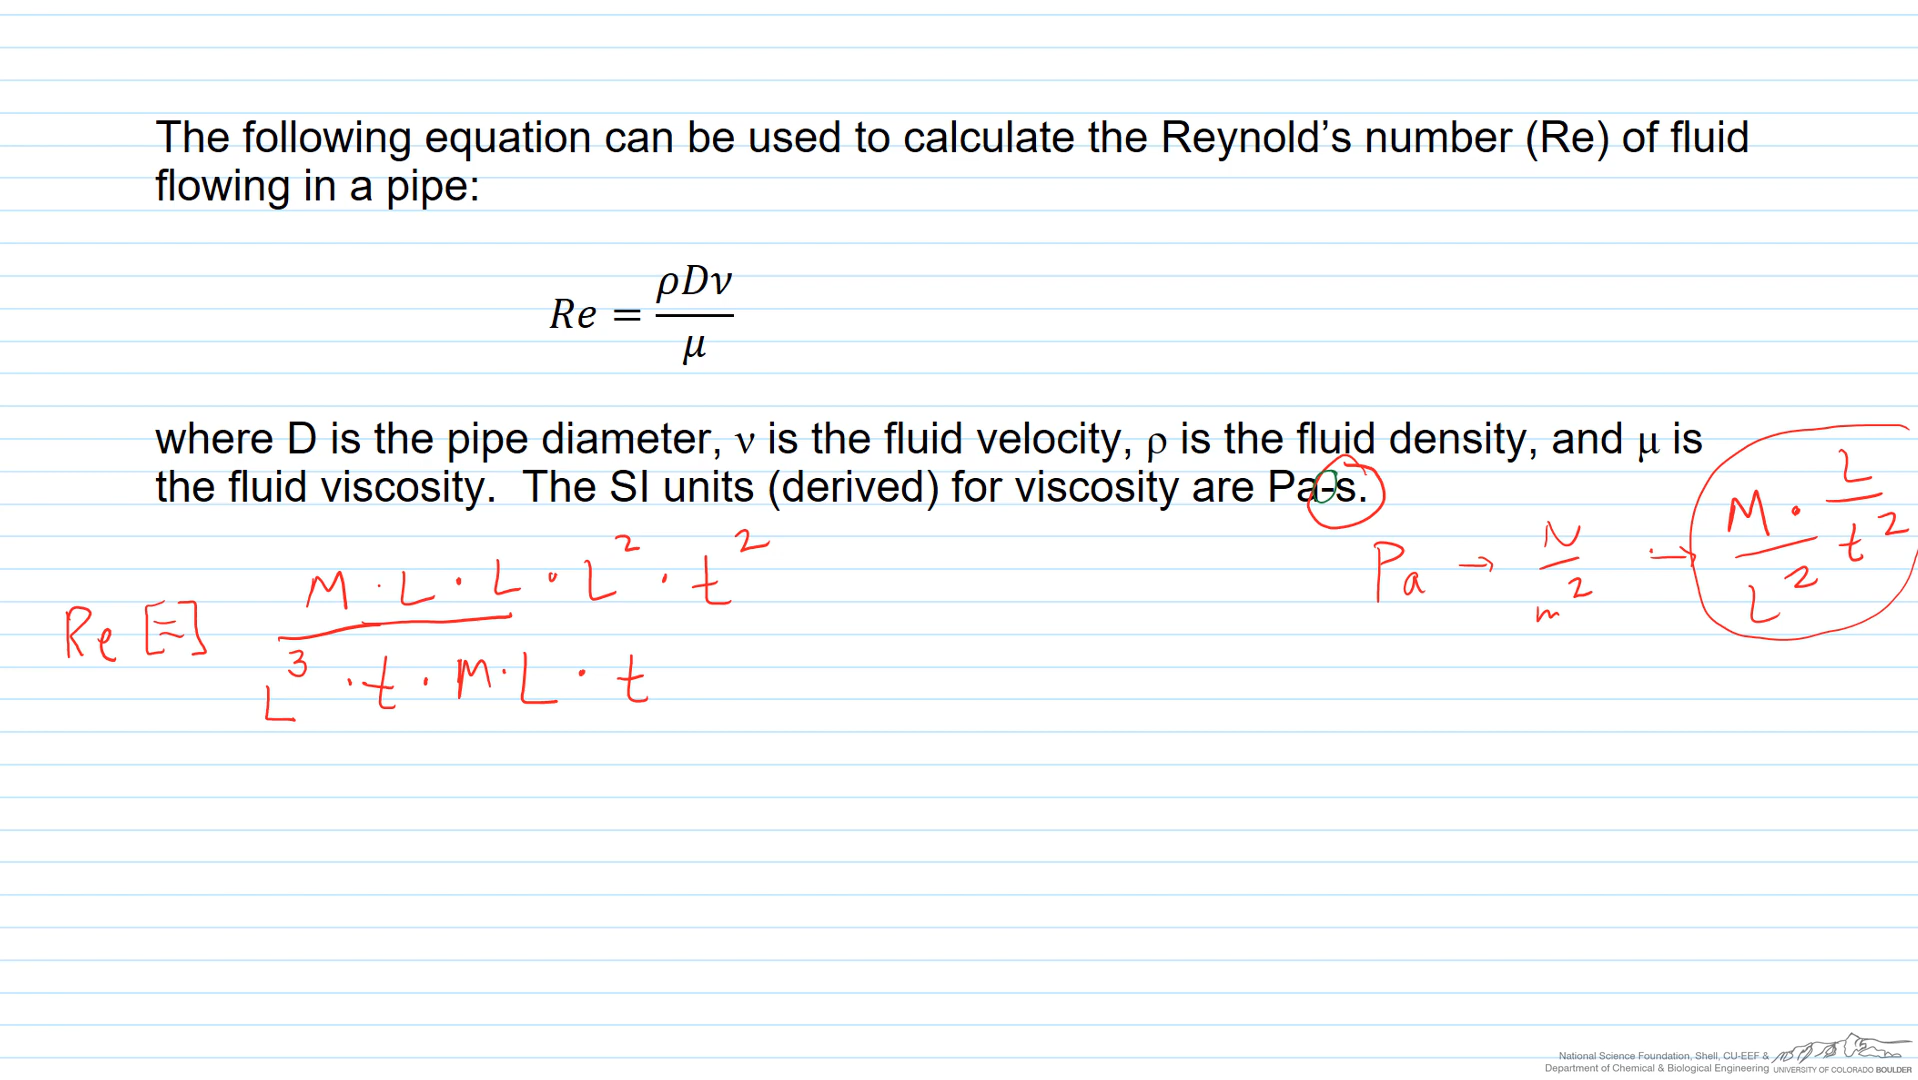 The following equation can be used to calculate the Reynold’s number (Re) of fluid
flowing in a pipe:
Re = ρDv / μ
where D is the pipe diameter, v is the fluid velocity, ρ is the fluid density, and μ is
the fluid viscosity. The SI units (derived) for viscosity are Pa-s.
Pa → N / m² → M · L / L² t²
Re [=] M · L · L · L² · t² / L³ · t · M · L · t
National Science Foundation, Shell, CU-EEF &
Department of Chemical & Biological Engineering UNIVERSITY OF COLORADO BOULDER